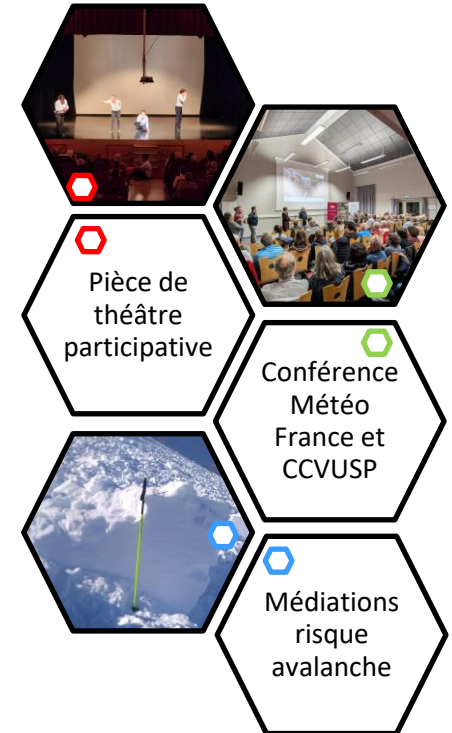 Pièce de
théâtre
participative
Conférence
Météo
France et
CCVUSP
Médiations
risque
avalanche